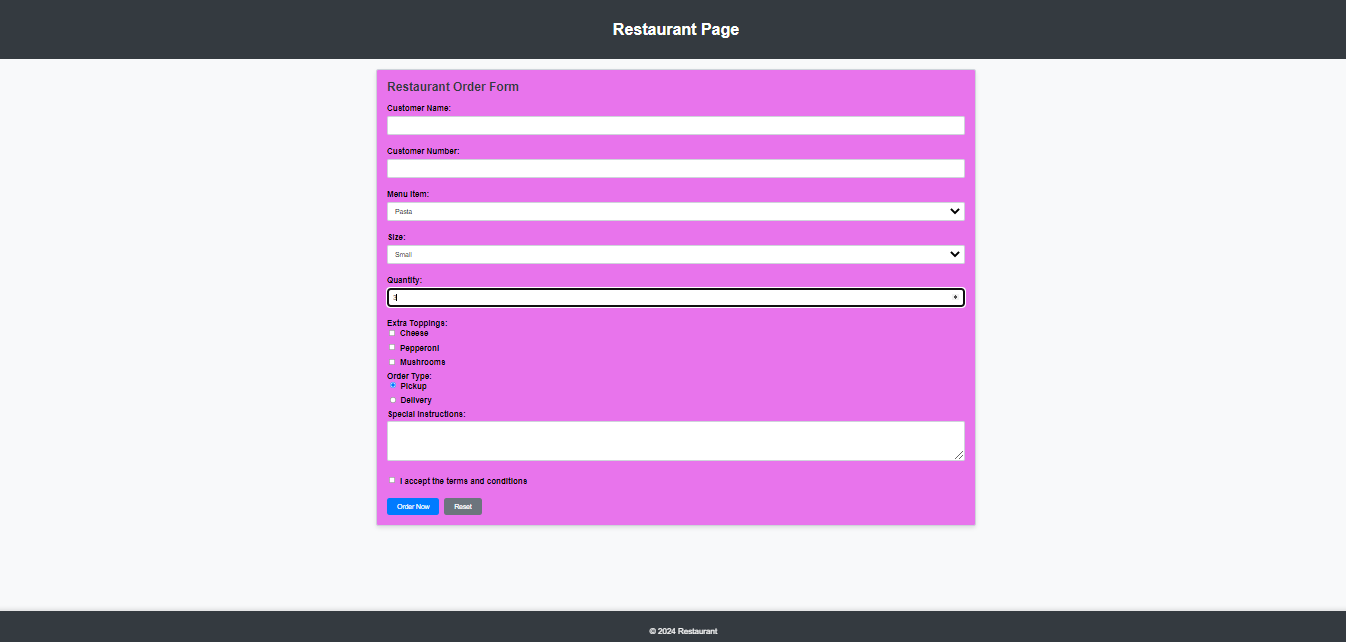 Restaurant Page
Restaurant Order Form
Customer Name:
Customer Number:
Menu Item:
Pasta
Size:
Small
Quantity:
3
Extra Toppings:
Cheese
Pepperoni
Mushrooms
Order Type:
Pickup
Delivery
Special Instructions:
I accept the terms and conditions
Order Now Reset
© 2024 Restaurant